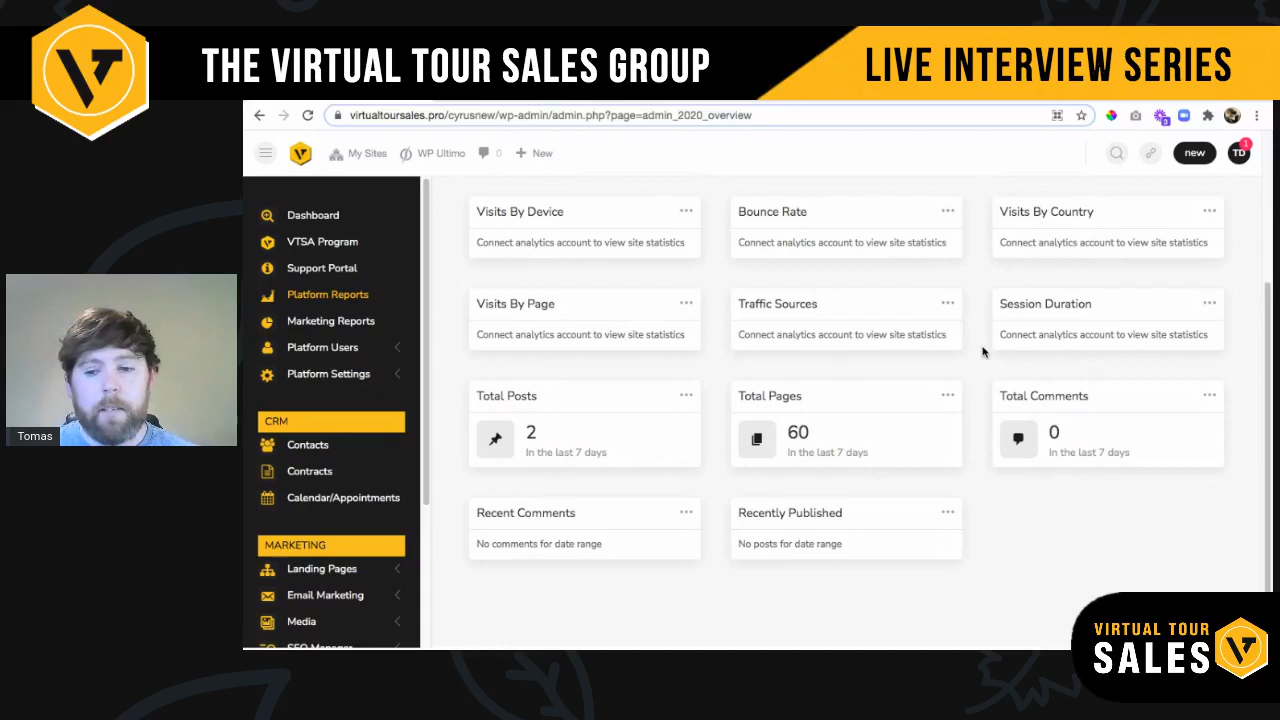 THE VIRTUAL TOUR SALES GROUP
LIVE INTERVIEW SERIES
virtualtoursales.pro/cyrusnew/wp-admin/admin.php?page=admin_2020_overview
3
My Sites
WP Ultimo
0
New
new
TD
1
Dashboard
VTSA Program
Support Portal
Platform Reports
Marketing Reports
Platform Users
Platform Settings
CRM
Contacts
Contracts
Calendar/Appointments
MARKETING
Landing Pages
Email Marketing
Media
SEO Manager
Visits By Device
Connect analytics account to view site statistics
Bounce Rate
Connect analytics account to view site statistics
Visits By Country
Connect analytics account to view site statistics
Visits By Page
Connect analytics account to view site statistics
Traffic Sources
Connect analytics account to view site statistics
Session Duration
Connect analytics account to view site statistics
Total Posts
2
In the last 7 days
Total Pages
60
In the last 7 days
Total Comments
0
In the last 7 days
Recent Comments
No comments for date range
Recently Published
No posts for date range
Tomas
VIRTUAL TOUR
SALES